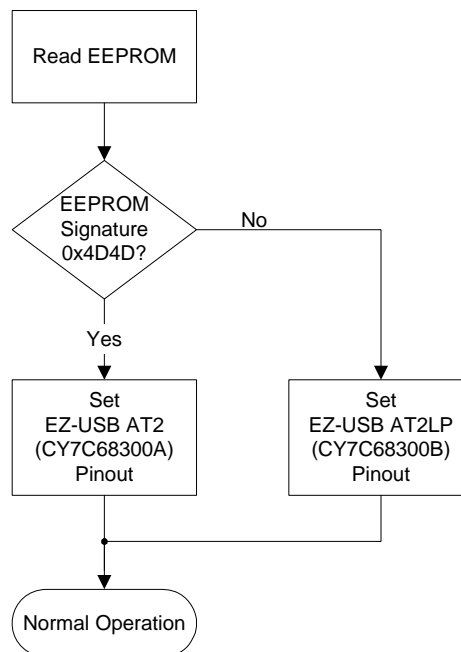 Read EEPROM
EEPROM
Signature
0x4D4D?
No
Yes
Set
EZ-USB AT2
(CY7C68300A)
Pinout
Set
EZ-USB AT2LP
(CY7C68300B)
Pinout
Normal Operation